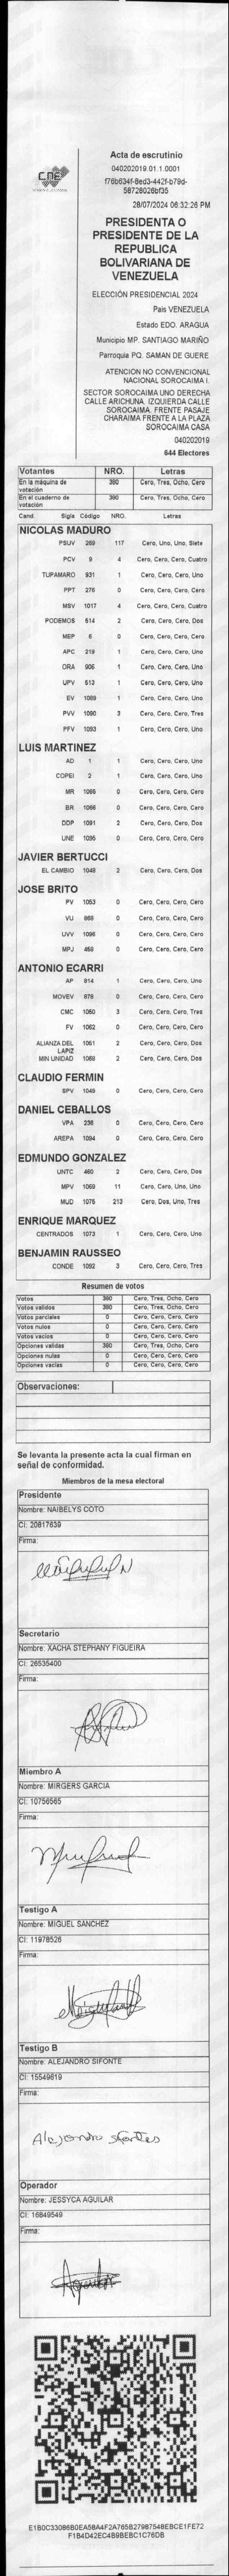 CNE
Acta de escrutinio
040202019.01.1.0001
f76b634f-8ed3-442f-b79d-
58728026bf35
28/07/2024 06:32:26 PM
PRESIDENTA O
PRESIDENTE DE LA
REPUBLICA
BOLIVARIANA DE
VENEZUELA
ELECCIÓN PRESIDENCIAL 2024
Pais VENEZUELA
Estado EDO. ARAGUA
Municipio MP. SANTIAGO MARIÑO
Parroquia PQ. SAMAN DE GUERE
ATENCIÓN NO CONVENCIONAL
NACIONAL SOROCAIMA I.
SECTOR SOROCAIMA UNO DERECHA
CALLE ARICHUNA. IZQUIERDA CALLE
SOROCAIMA. FRENTE PASAJE
CHARAIMA FRENTE A LA PLAZA
SOROCAIMA CASA
040202019
644 Electores
Votantes NRO. Letras
En la máquina de votación 380 Cero, Tres, Ocho, Cero
En el cuaderno de votación 380 Cero, Tres, Ocho, Cero
Cand. Sigla Código NRO. Letras
NICOLAS MADURO
PSUV 269 117 Cero, Uno, Uno, Siete
PCV 9 4 Cero, Cero, Cero, Cuatro
TUPAMARO 931 1 Cero, Cero, Cero, Uno
PPT 276 0 Cero, Cero, Cero, Cero
MSV 1017 4 Cero, Cero, Cero, Cuatro
PODEMOS 514 2 Cero, Cero, Cero, Dos
MEP 6 0 Cero, Cero, Cero, Cero
APC 219 1 Cero, Cero, Cero, Uno
ORA 906 1 Cero, Cero, Cero, Uno
UPV 513 1 Cero, Cero, Cero, Uno
EV 1089 1 Cero, Cero, Cero, Uno
PVV 1090 3 Cero, Cero, Cero, Tres
PFV 1093 1 Cero, Cero, Cero, Uno
LUIS MARTINEZ
AD 1 1 Cero, Cero, Cero, Uno
COPEI 2 1 Cero, Cero, Cero, Uno
MR 1066 0 Cero, Cero, Cero, Cero
BR 0 Cero, Cero, Cero, Cero
DDP 1091 2 Cero, Cero, Cero, Dos
UNE 1095 0 Cero, Cero, Cero, Cero
JAVIER BERTUCCI
EL CAMBIO 1048 2 Cero, Cero, Cero, Dos
JOSE BRITO
PV 1053 0 Cero, Cero, Cero, Cero
VU 868 0 Cero, Cero, Cero, Cero
UVV 1096 0 Cero, Cero, Cero, Cero
MPJ 459 0 Cero, Cero, Cero, Cero
ANTONIO ECARRI
AP 814 1 Cero, Cero, Cero, Uno
MOVEV 878 0 Cero, Cero, Cero, Cero
CMC 1050 3 Cero, Cero, Cero, Tres
FV 1062 0 Cero, Cero, Cero, Cero
ALIANZA DEL LAPIZ 1051 2 Cero, Cero, Cero, Dos
MIN UNIDAD 1068 2 Cero, Cero, Cero, Dos
CLAUDIO FERMIN
SPV 1049 0 Cero, Cero, Cero, Cero
DANIEL CEBALLOS
VPA 236 0 Cero, Cero, Cero, Cero
AREPA 1094 0 Cero, Cero, Cero, Cero
EDMUNDO GONZALEZ
UNTC 460 2 Cero, Cero, Cero, Dos
MPV 1069 11 Cero, Cero, Uno, Uno
MUD 1075 213 Cero, Dos, Uno, Tres
ENRIQUE MARQUEZ
CENTRADOS 1073 1 Cero, Cero, Cero, Uno
BENJAMIN RAUSSEO
CONDE 1092 3 Cero, Cero, Cero, Tres
Resumen de votos
Votos 380 Cero, Tres, Ocho, Cero
Votos validos 380 Cero, Tres, Ocho, Cero
Votos parciales 0 Cero, Cero, Cero, Cero
Votos nulos 0 Cero, Cero, Cero, Cero
Votos vacios 0 Cero, Cero, Cero, Cero
Opciones validas 380 Cero, Tres, Ocho, Cero
Opciones nulas 0 Cero, Cero, Cero, Cero
Opciones vacias 0 Cero, Cero, Cero, Cero
Observaciones:
Se levanta la presente acta la cual firman en
señal de conformidad.
Miembros de la mesa electoral
Presidente
Nombre: NAIBELYS COTO
CI: 20817639
Firma:
Secretario
Nombre: XACHA STEPHANY FIGUEIRA
CI: 26535400
Firma:
Miembro A
Nombre: MIRGERS GARCIA
CI: 10756565
Firma:
Testigo A
Nombre: MIGUEL SANCHEZ
CI: 11978526
Firma:
Testigo B
Nombre: ALEJANDRO SIFONTE
CI: 15549819
Firma:
Alejandro sifontes
Operador
Nombre: JESSYCA AGUILAR
CI: 16849549
Firma:
E1B0C33086B0EA5BA4F2A765B27987548EBCE1FE72
F1B4D42EC4B9BEBC1C76DB